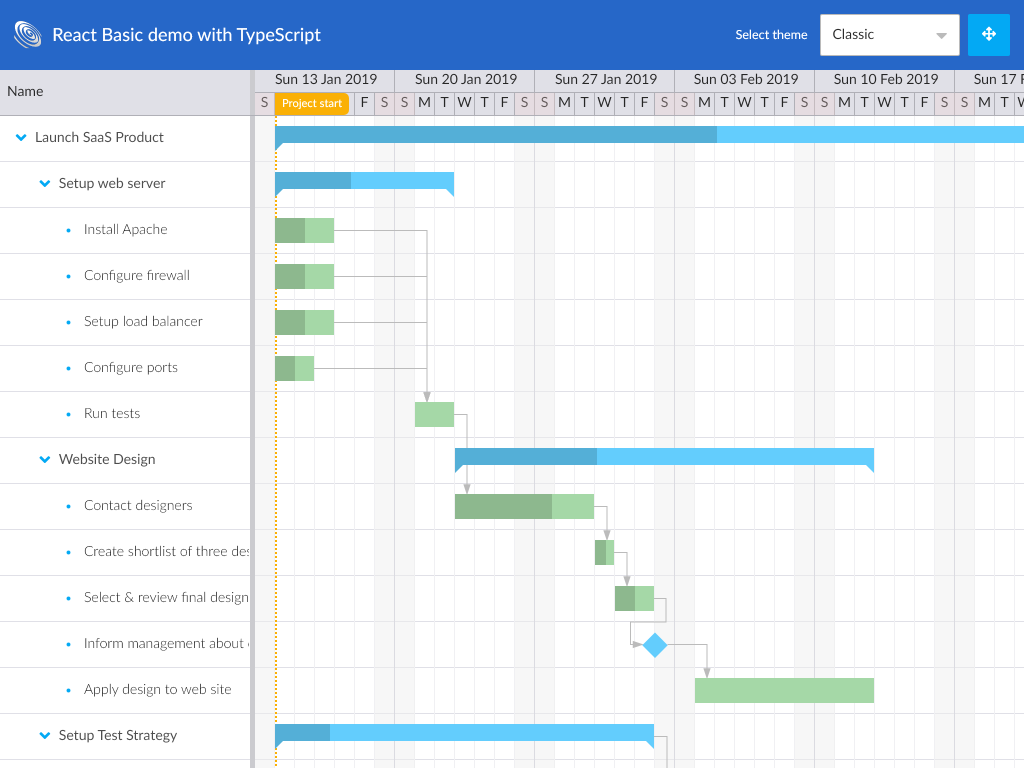 React Basic demo with TypeScript
Select theme
Classic
Name
Sun 13 Jan 2019 Sun 20 Jan 2019 Sun 27 Jan 2019 Sun 03 Feb 2019 Sun 10 Feb 2019 Sun 17
S Project start F S S M T W T F S S M T W T F S S M T W T F S S M T W T F S S M T
Launch SaaS Product
Setup web server
Install Apache
Configure firewall
Setup load balancer
Configure ports
Run tests
Website Design
Contact designers
Create shortlist of three des
Select & review final design
Inform management about
Apply design to web site
Setup Test Strategy